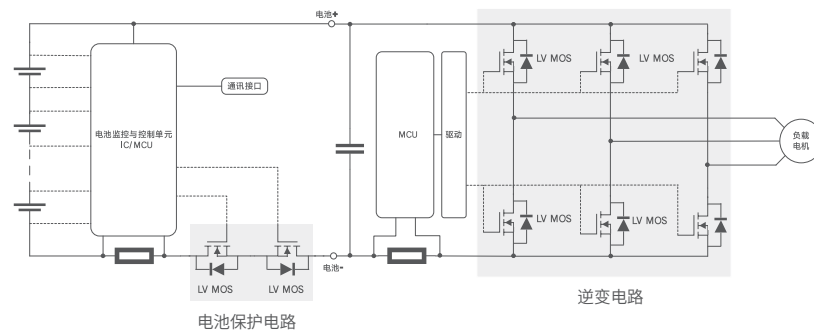 电池+
LV MOS
LV MOS
通讯接口
电池监控与控制单元
IC/MCU
MCU
驱动
负载
电机
LV MOS
LV MOS
电池-
LV MOS
LV MOS
逆变电路
电池保护电路